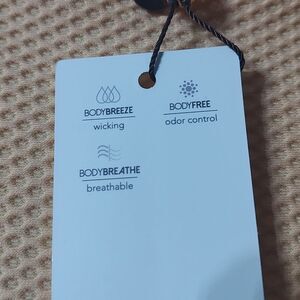 BODYBREEZE
wicking
BODYFREE
odor control
BODYBREATHE
breathable